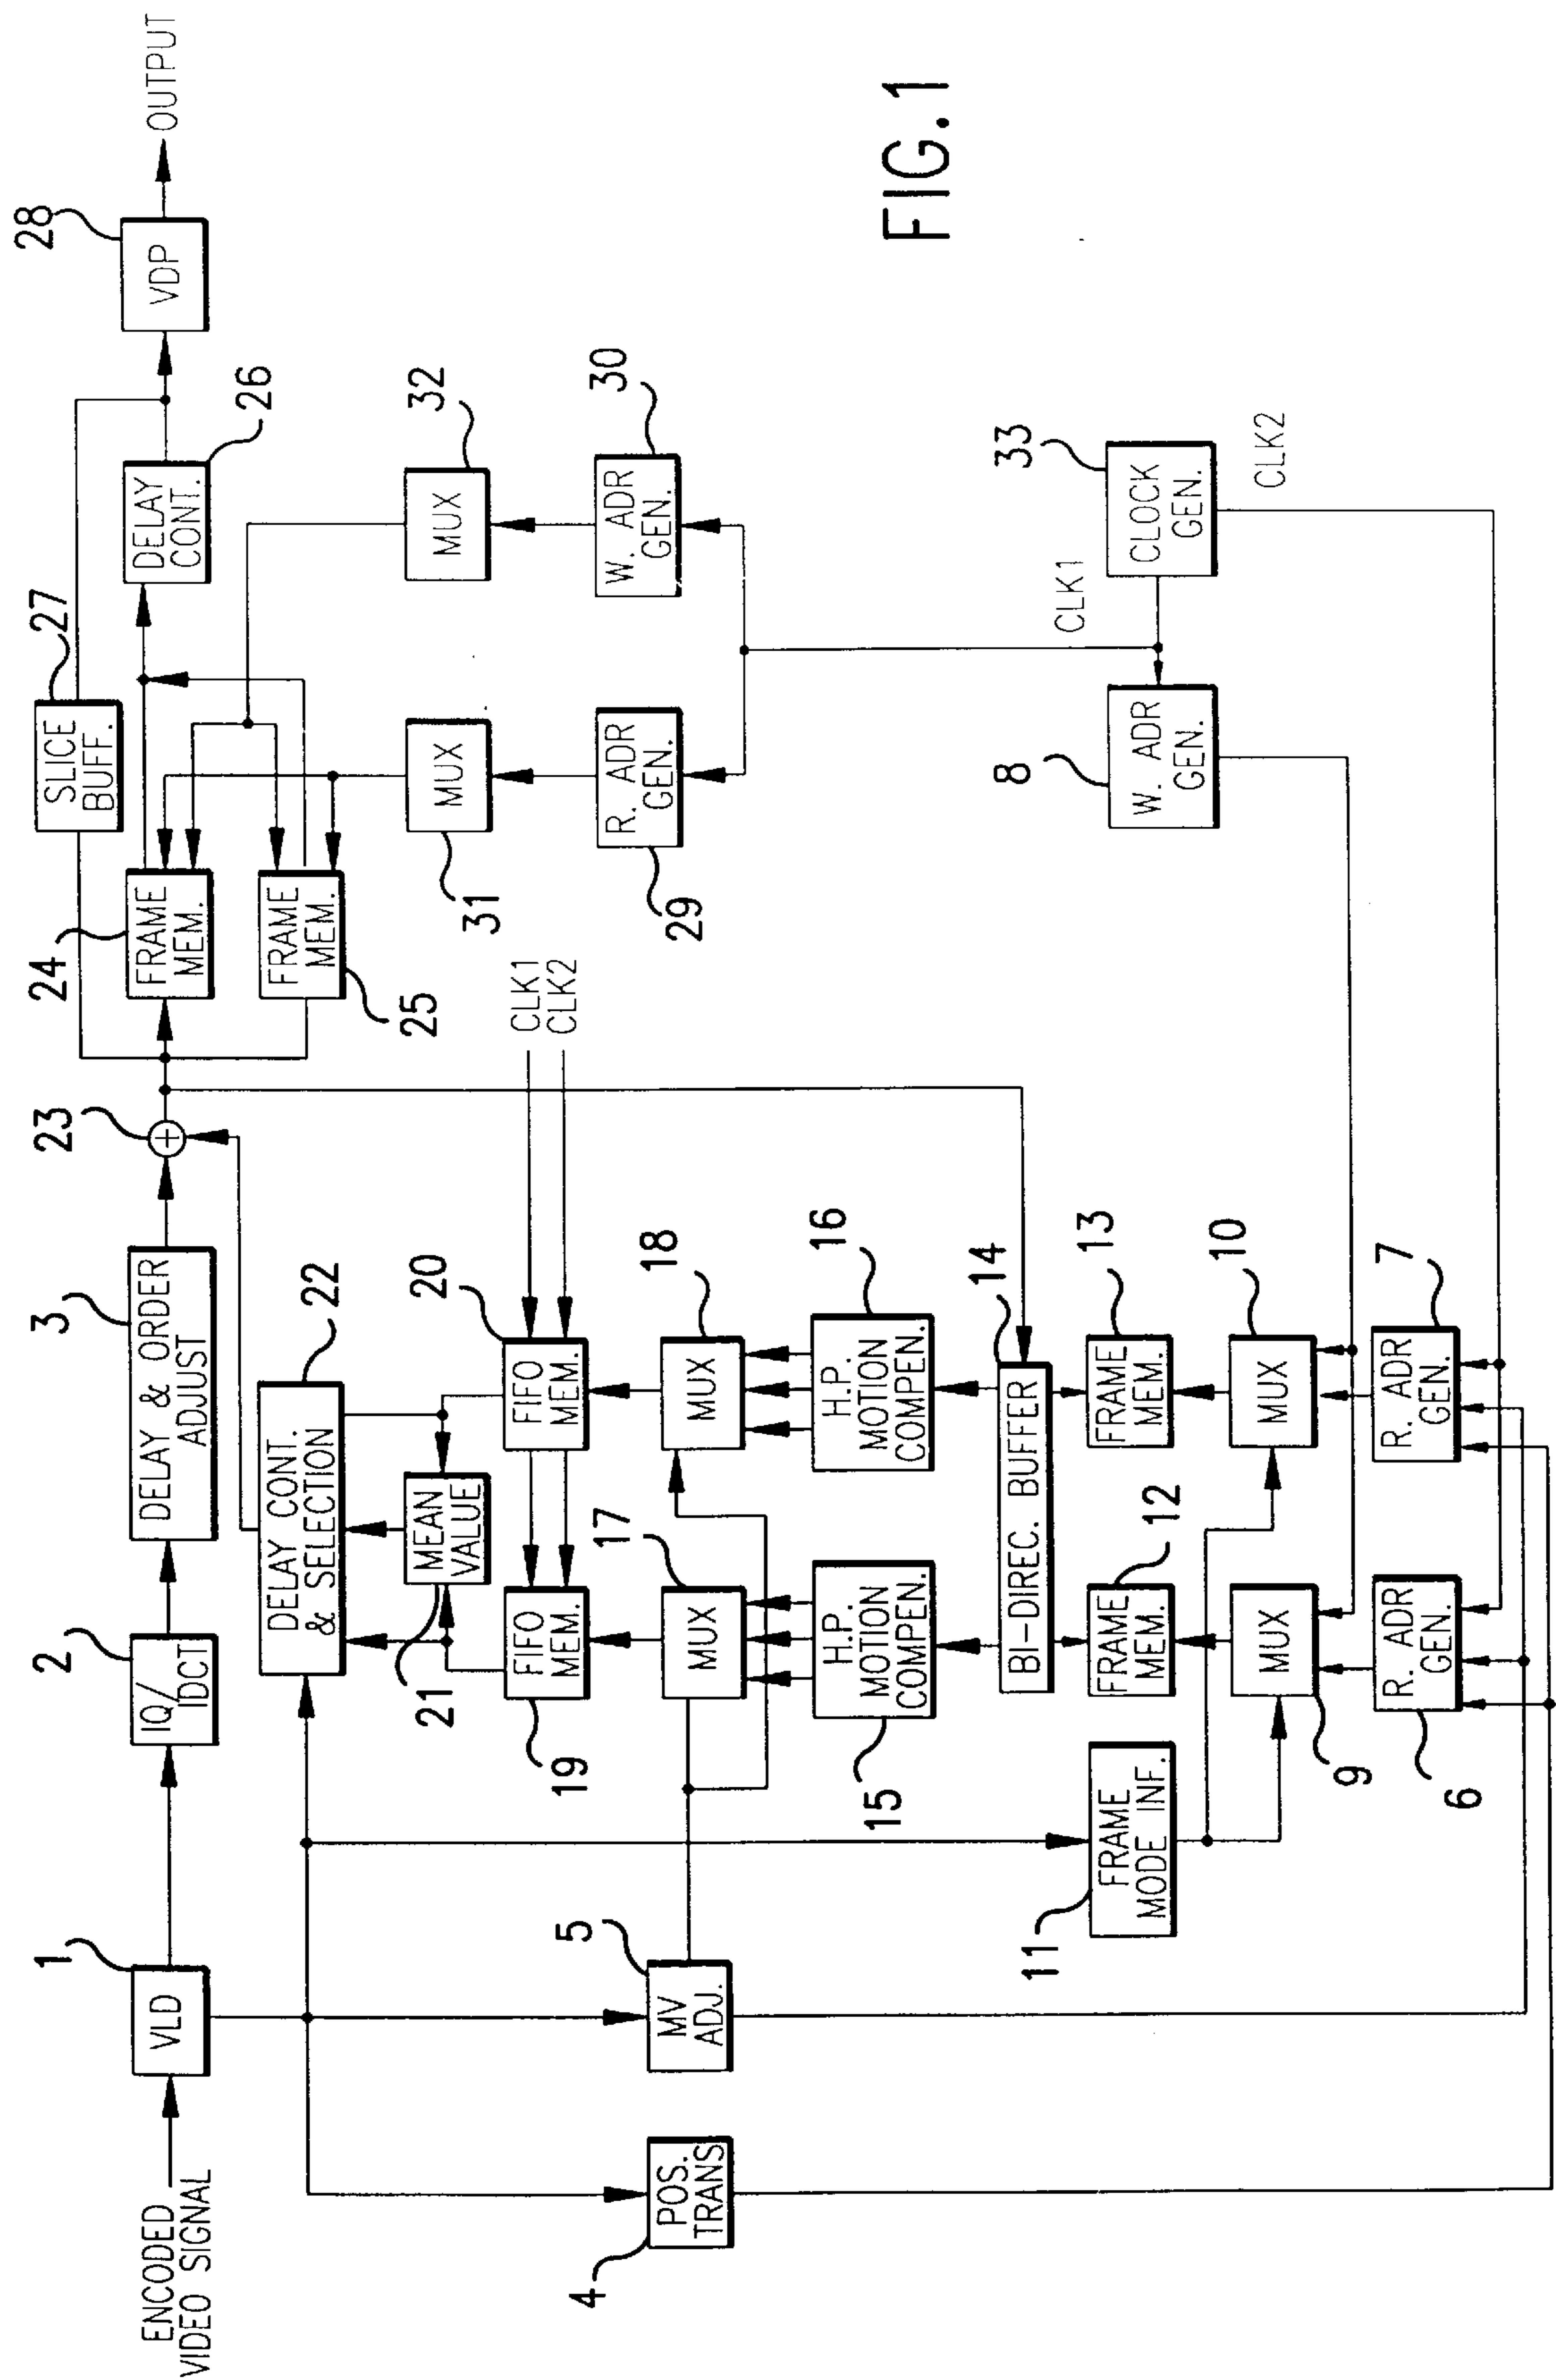 ENCODED
VIDEO SIGNAL
1
VLD
2
IQ/
IDCT
3
DELAY & ORDER
ADJUST
23
+
24
FRAME
MEM.
27
SLICE
BUFF.
DELAY
CONT.
26
28
VDP
OUTPUT
FRAME
MEM.
25
22
DELAY CONT.
& SELECTION
MEAN
VALUE
21
20
FIFO
MEM.
FIFO
MEM.
19
CLK1
CLK2
MUX
31
MUX
32
17
MUX
18
MUX
R. ADR
GEN.
29
W. ADR
GEN.
30
4
POS.
TRANS
5
MV
ADJ.
H.P.
MOTION
COMPEN.
15
H.P.
MOTION
COMPEN.
16
FIG. 1
14
BI-DIREC. BUFFER
11
FRAME
MODE INF.
FRAME
MEM.
12
FRAME
MEM.
13
8
W. ADR
GEN.
CLK1
33
CLOCK
GEN.
CLK2
MUX
9
MUX
10
R. ADR
GEN.
6
R. ADR
GEN.
7